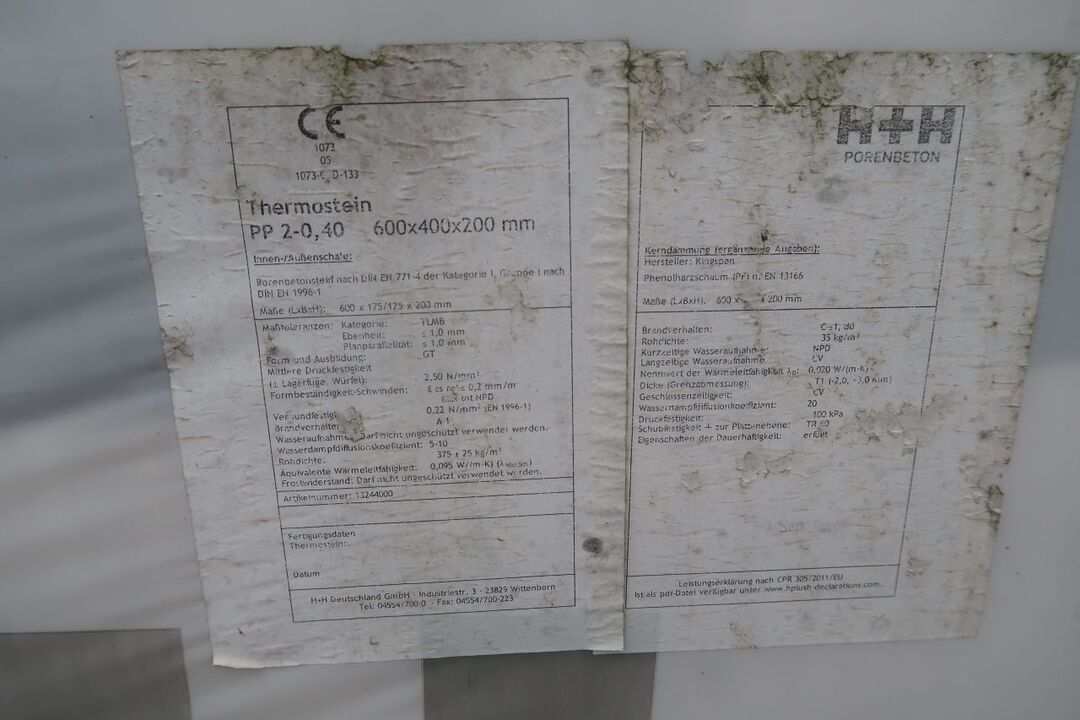 CE
1073
05
D-133
Thermostein
PP 2-0,40 600x400x200 mm
Innen-/Außenschale:
Porenbetonstein nach DIN EN 771-4 der Kategorie I, Gruppe 1 nach
DIN EN 1996-1
Maße (LxBxH): 600 x 175/175 x 200 mm
Maßtoleranzen: Kategorie: TLMB
Ebenheit: ≤ 1,0 mm
Planparallelität: ≤ 1,0 mm
Form und Ausbildung: GT
Mittlere Druckfestigkeit
(⊥ Lagerfuge, Würfel): 2,50 N/mm²
Formbeständigkeit-Schwinden: ≤ 0,2 mm/m
NPD
0,22 N/mm² (EN 1996-1)
Brandverhalten: A-1
Wasseraufnahme: Darf nicht ungeschützt verwendet werden.
Wasserdampfdiffusionskoeffizient: 5-10
Rohdichte: 375 ± 25 kg/m³
Äquivalente Wärmeleitfähigkeit: 0,095 W/(m·K)
Frostwiderstand: Darf nicht ungeschützt verwendet werden.
Artikelnummer: 13244000
Fertigungsdaten
Thermostein:
Datum
H+H Deutschland GmbH · Industriestr. 3 · 23829 Wittenborn
Tel: 04554/700-0 · Fax: 04554/700-223
H+H
PORENBETON
Kerndämmung (ergänzende Angaben):
Hersteller: Kingspan
Phenolharzschaum (PF) n. EN 13166
Maße (LxBxH): 600 x x 200 mm
Brandverhalten: C-s1, d0
Rohdichte: 35 kg/m³
Kurzzeitige Wasseraufnahme: NPD
Langzeitige Wasseraufnahme CV
Nennwert der Wärmeleitfähigkeit λD: 0,020 W/(m·K)
Dicke (Grenzabmessung): T1 (-2,0, +3,0 mm)
Geschlossenzelligkeit: CV
Wasserdampfdiffusionskoeffizient: 20
Druckfestigkeit: 100 kPa
Schubfestigkeit ⊥ zur Plattenebene: TR
Eigenschaften der Dauerhaftigkeit: erfüllt
Sep
Leistungserklärung nach CPR 305/2011/EU
ist als pdf-Datei verfügbar unter www.hplush-declarations.com.